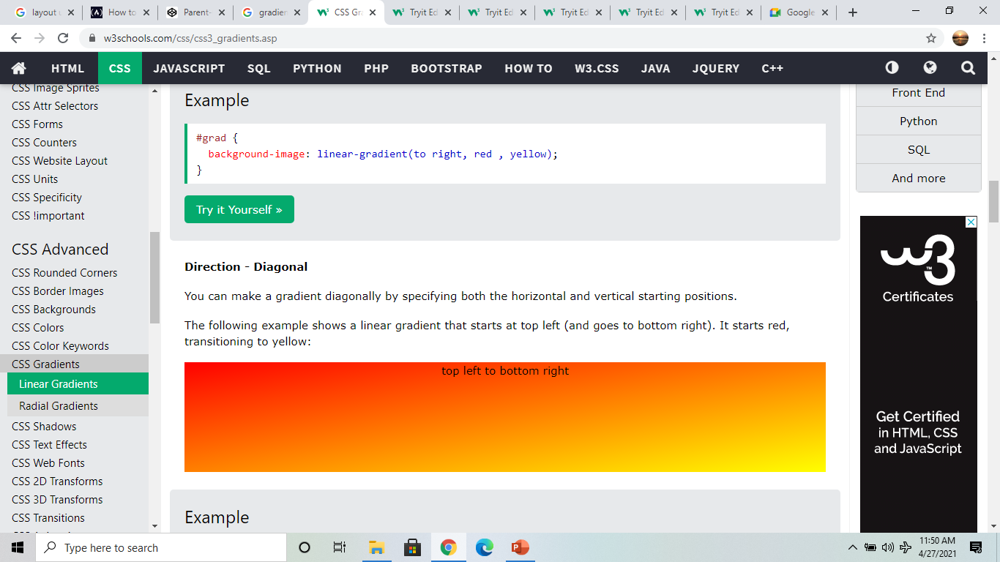 layout u
How to
Parent-
gradien
CSS Gra
Tryit Ed
Tryit Ed
Tryit Ed
Tryit Ed
Tryit Ed
Google
w3schools.com/css/css3_gradients.asp
HTML CSS JAVASCRIPT SQL PYTHON PHP BOOTSTRAP HOW TO W3.CSS JAVA JQUERY C++
CSS Image Sprites
CSS Attr Selectors
CSS Forms
CSS Counters
CSS Website Layout
CSS Units
CSS Specificity
CSS !important
CSS Advanced
CSS Rounded Corners
CSS Border Images
CSS Backgrounds
CSS Colors
CSS Color Keywords
CSS Gradients
Linear Gradients
Radial Gradients
CSS Shadows
CSS Text Effects
CSS Web Fonts
CSS 2D Transforms
CSS 3D Transforms
CSS Transitions
Example
#grad {
background-image: linear-gradient(to right, red , yellow);
}
Try it Yourself »
Direction - Diagonal
You can make a gradient diagonally by specifying both the horizontal and vertical starting positions.
The following example shows a linear gradient that starts at top left (and goes to bottom right). It starts red,
transitioning to yellow:
top left to bottom right
Example
Front End
Python
SQL
And more
w3
TM
Certificates
Get Certified
in HTML, CSS
and JavaScript
Type here to search
11:50 AM
4/27/2021